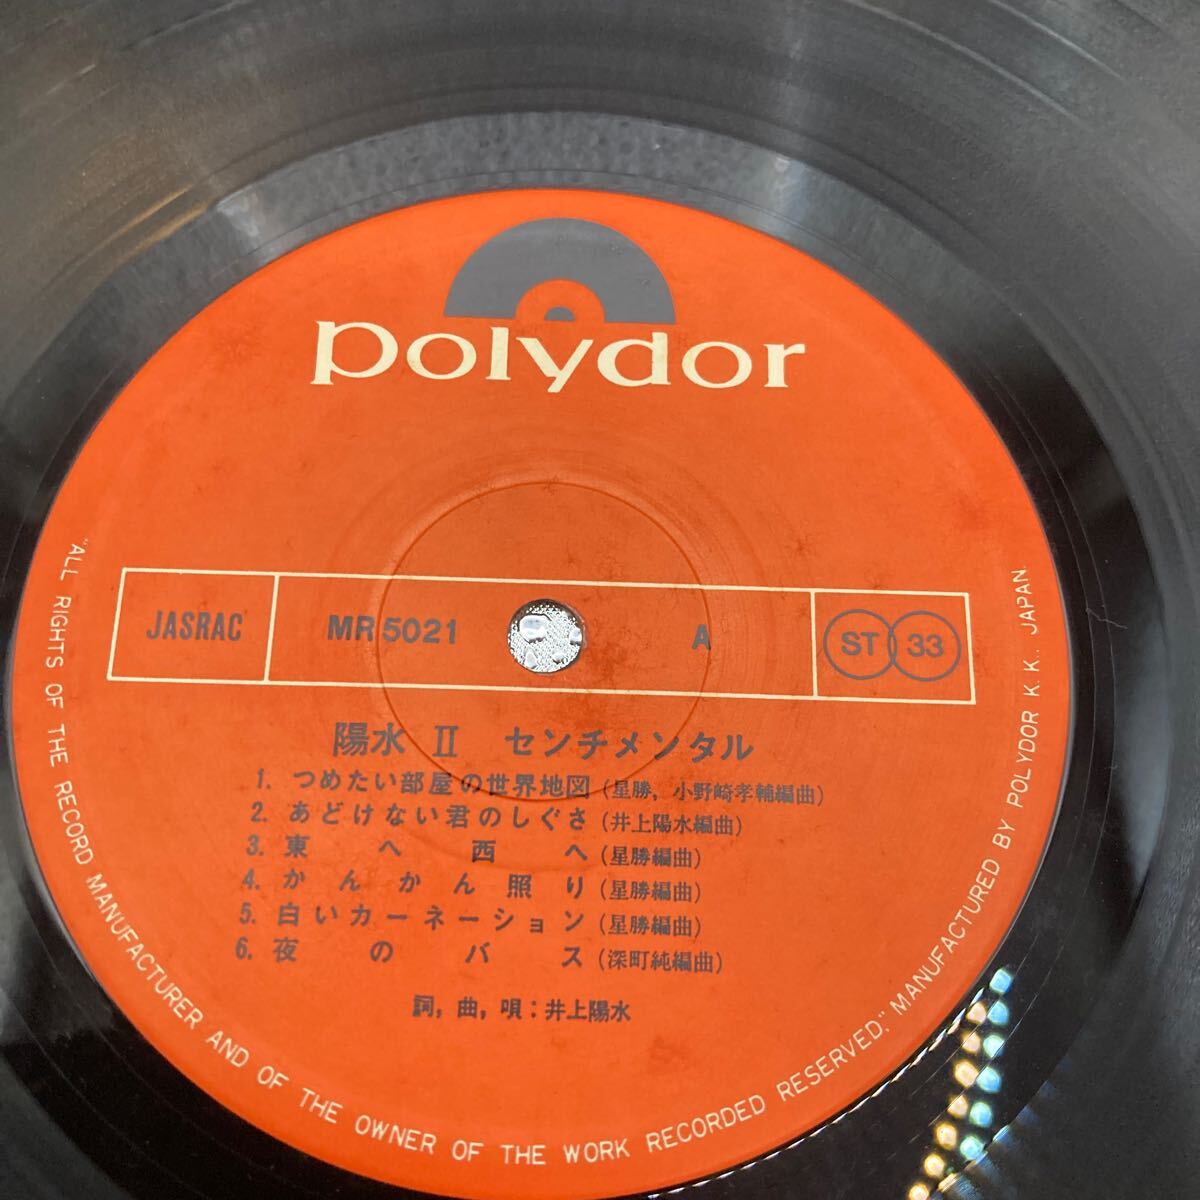 polydor
JASRAC MR 5021 A ST 33
陽水 II センチメンタル
1. つめたい部屋の世界地図 (星勝, 小野崎孝輔編曲)
2. あどけない君のしぐさ (井上陽水編曲)
3. 東へ西へ (星勝編曲)
4. かんかん照り (星勝編曲)
5. 白いカーネーション (星勝編曲)
6. 夜のバス (深町純編曲)
詞, 曲, 唄: 井上陽水
"ALL RIGHTS OF THE RECORD MANUFACTURER AND OF THE OWNER OF THE WORK RECORDED RESERVED." MANUFACTURED BY POLYDOR K. K., JAPAN.